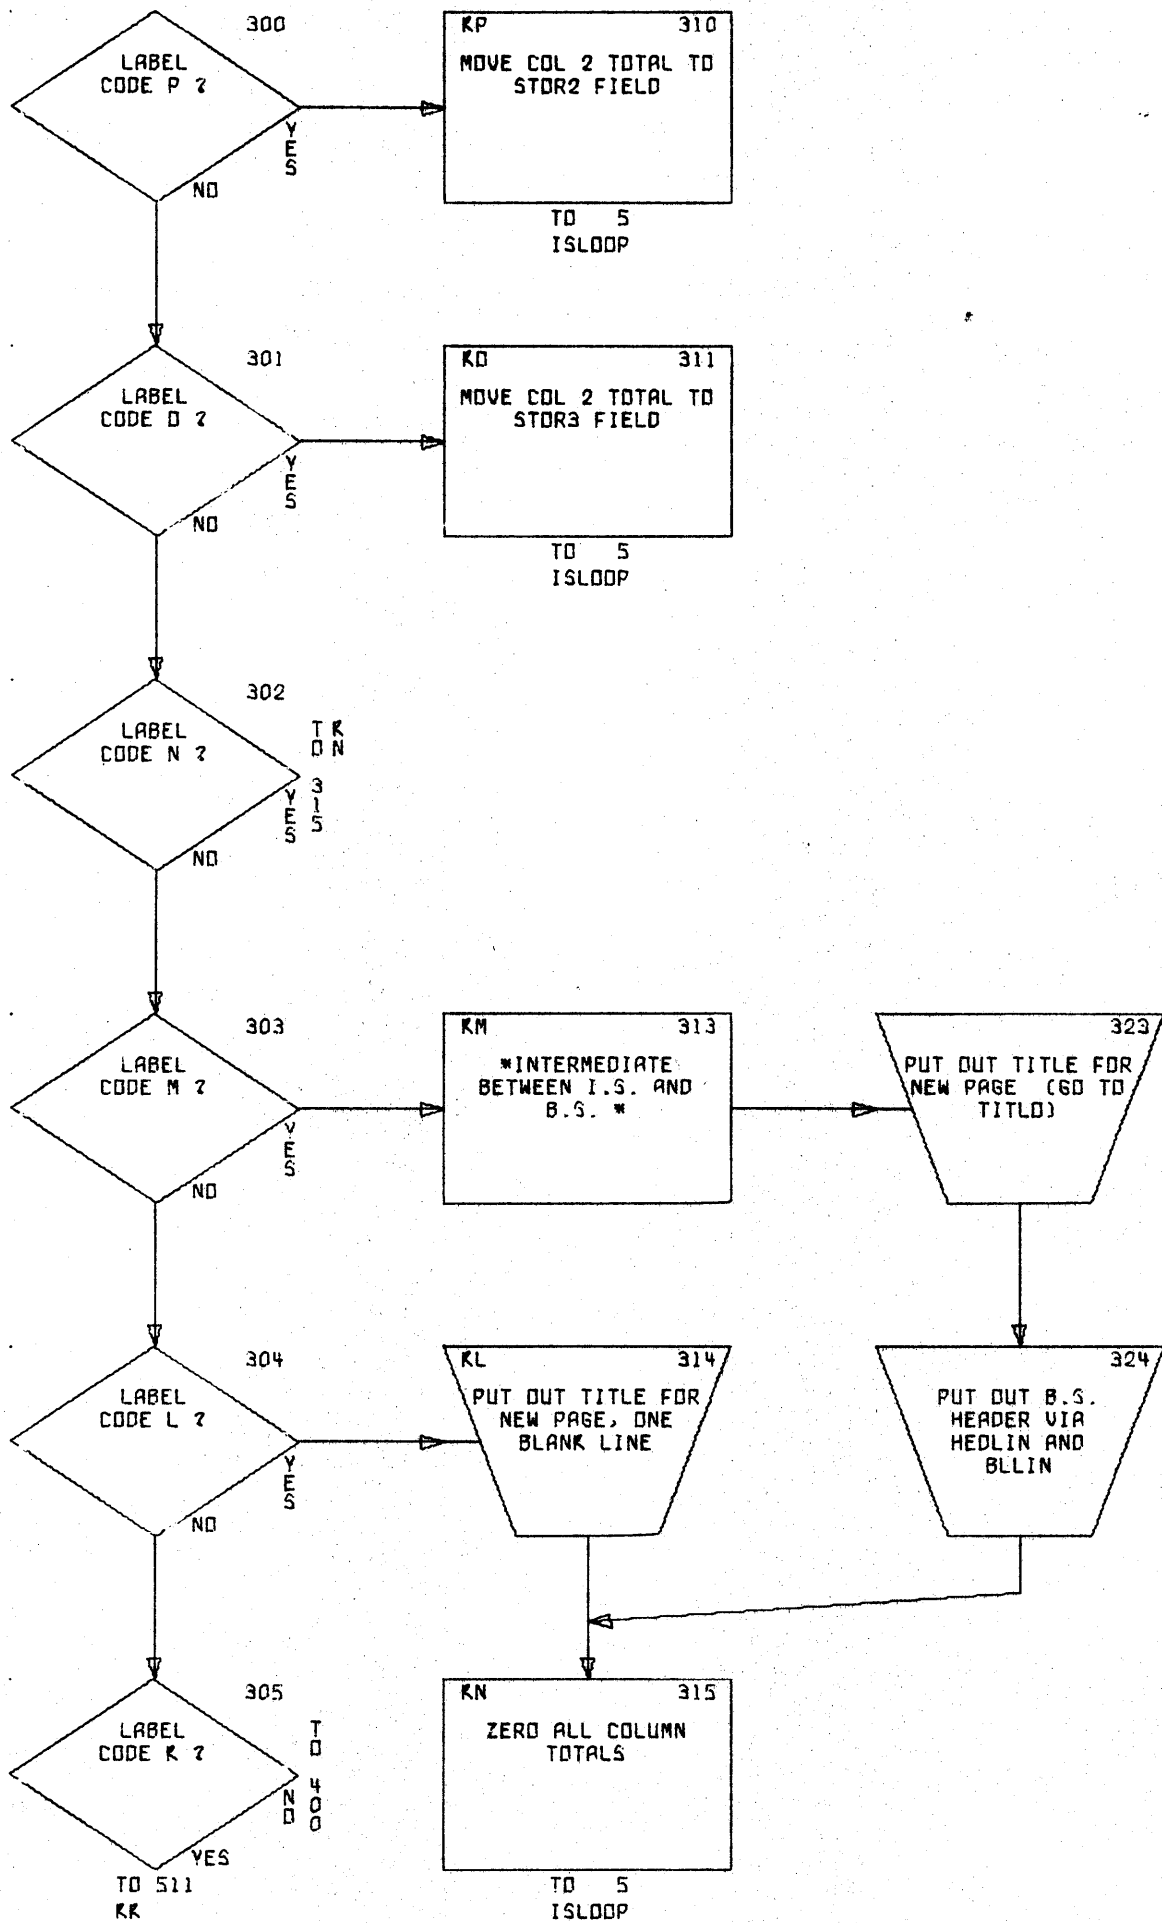 300
LABEL
CODE P ?
YES
NO
KP 310
MOVE COL 2 TOTAL TO
STOR2 FIELD
TO 5
ISLOOP
301
LABEL
CODE O ?
YES
NO
KO 311
MOVE COL 2 TOTAL TO
STOR3 FIELD
TO 5
ISLOOP
302
LABEL
CODE N ?
TO 315
KN
YES
NO
303
LABEL
CODE M ?
YES
NO
KM 313
*INTERMEDIATE
BETWEEN I.S. AND
B.S. *
323
PUT OUT TITLE FOR
NEW PAGE (GO TO
TITLO)
304
LABEL
CODE L ?
YES
NO
KL 314
PUT OUT TITLE FOR
NEW PAGE, ONE
BLANK LINE
324
PUT OUT B.S.
HEADER VIA
HEDLIN AND
BLLIN
305
LABEL
CODE K ?
TO 400
NO
YES
TO 511
KK
KN 315
ZERO ALL COLUMN
TOTALS
TO 5
ISLOOP